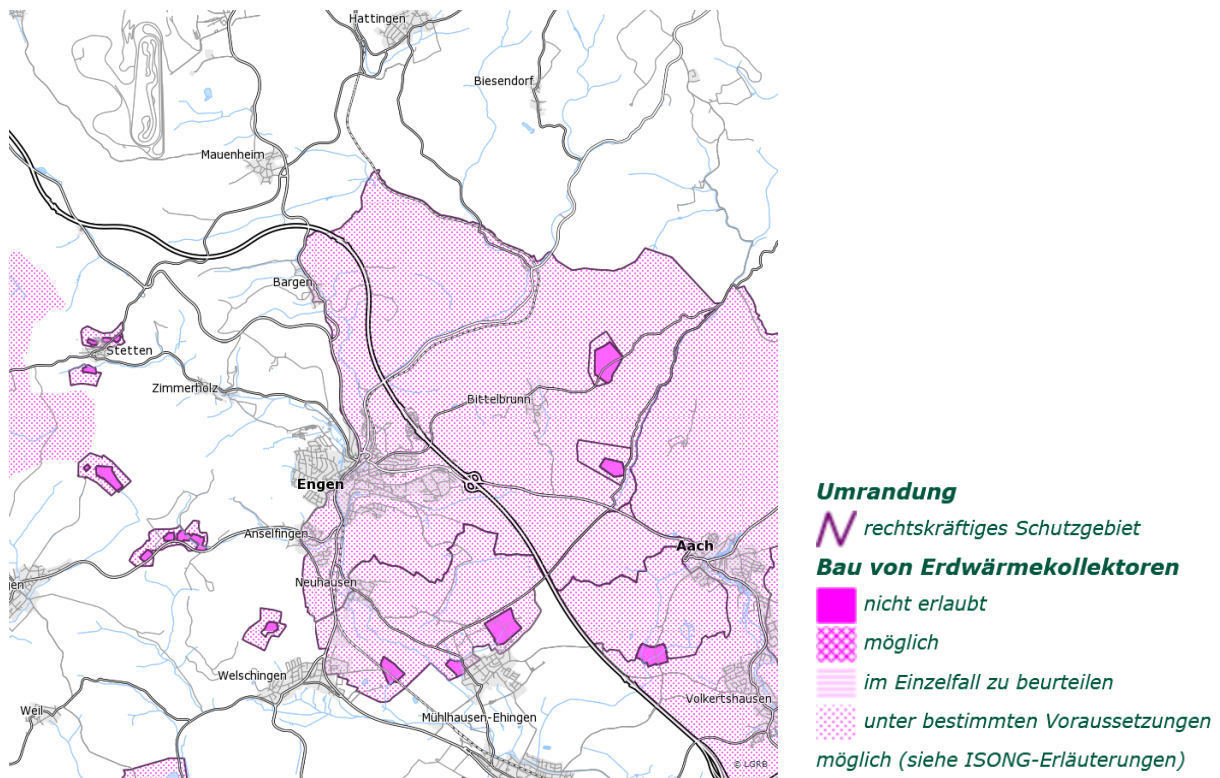 Hattingen
Biesendorf
Mauenheim
Bargen
Stetten
Zimmerholz
Bittelbrunn
Engen
Anselfingen
Aach
Neuhausen
en
Welschingen
Volkertshausen
Weil
Mühlhausen-Ehingen
© LGRB
Umrandung
rechtskräftiges Schutzgebiet
Bau von Erdwärmekollektoren
nicht erlaubt
möglich
im Einzelfall zu beurteilen
unter bestimmten Voraussetzungen
möglich (siehe ISONG-Erläuterungen)